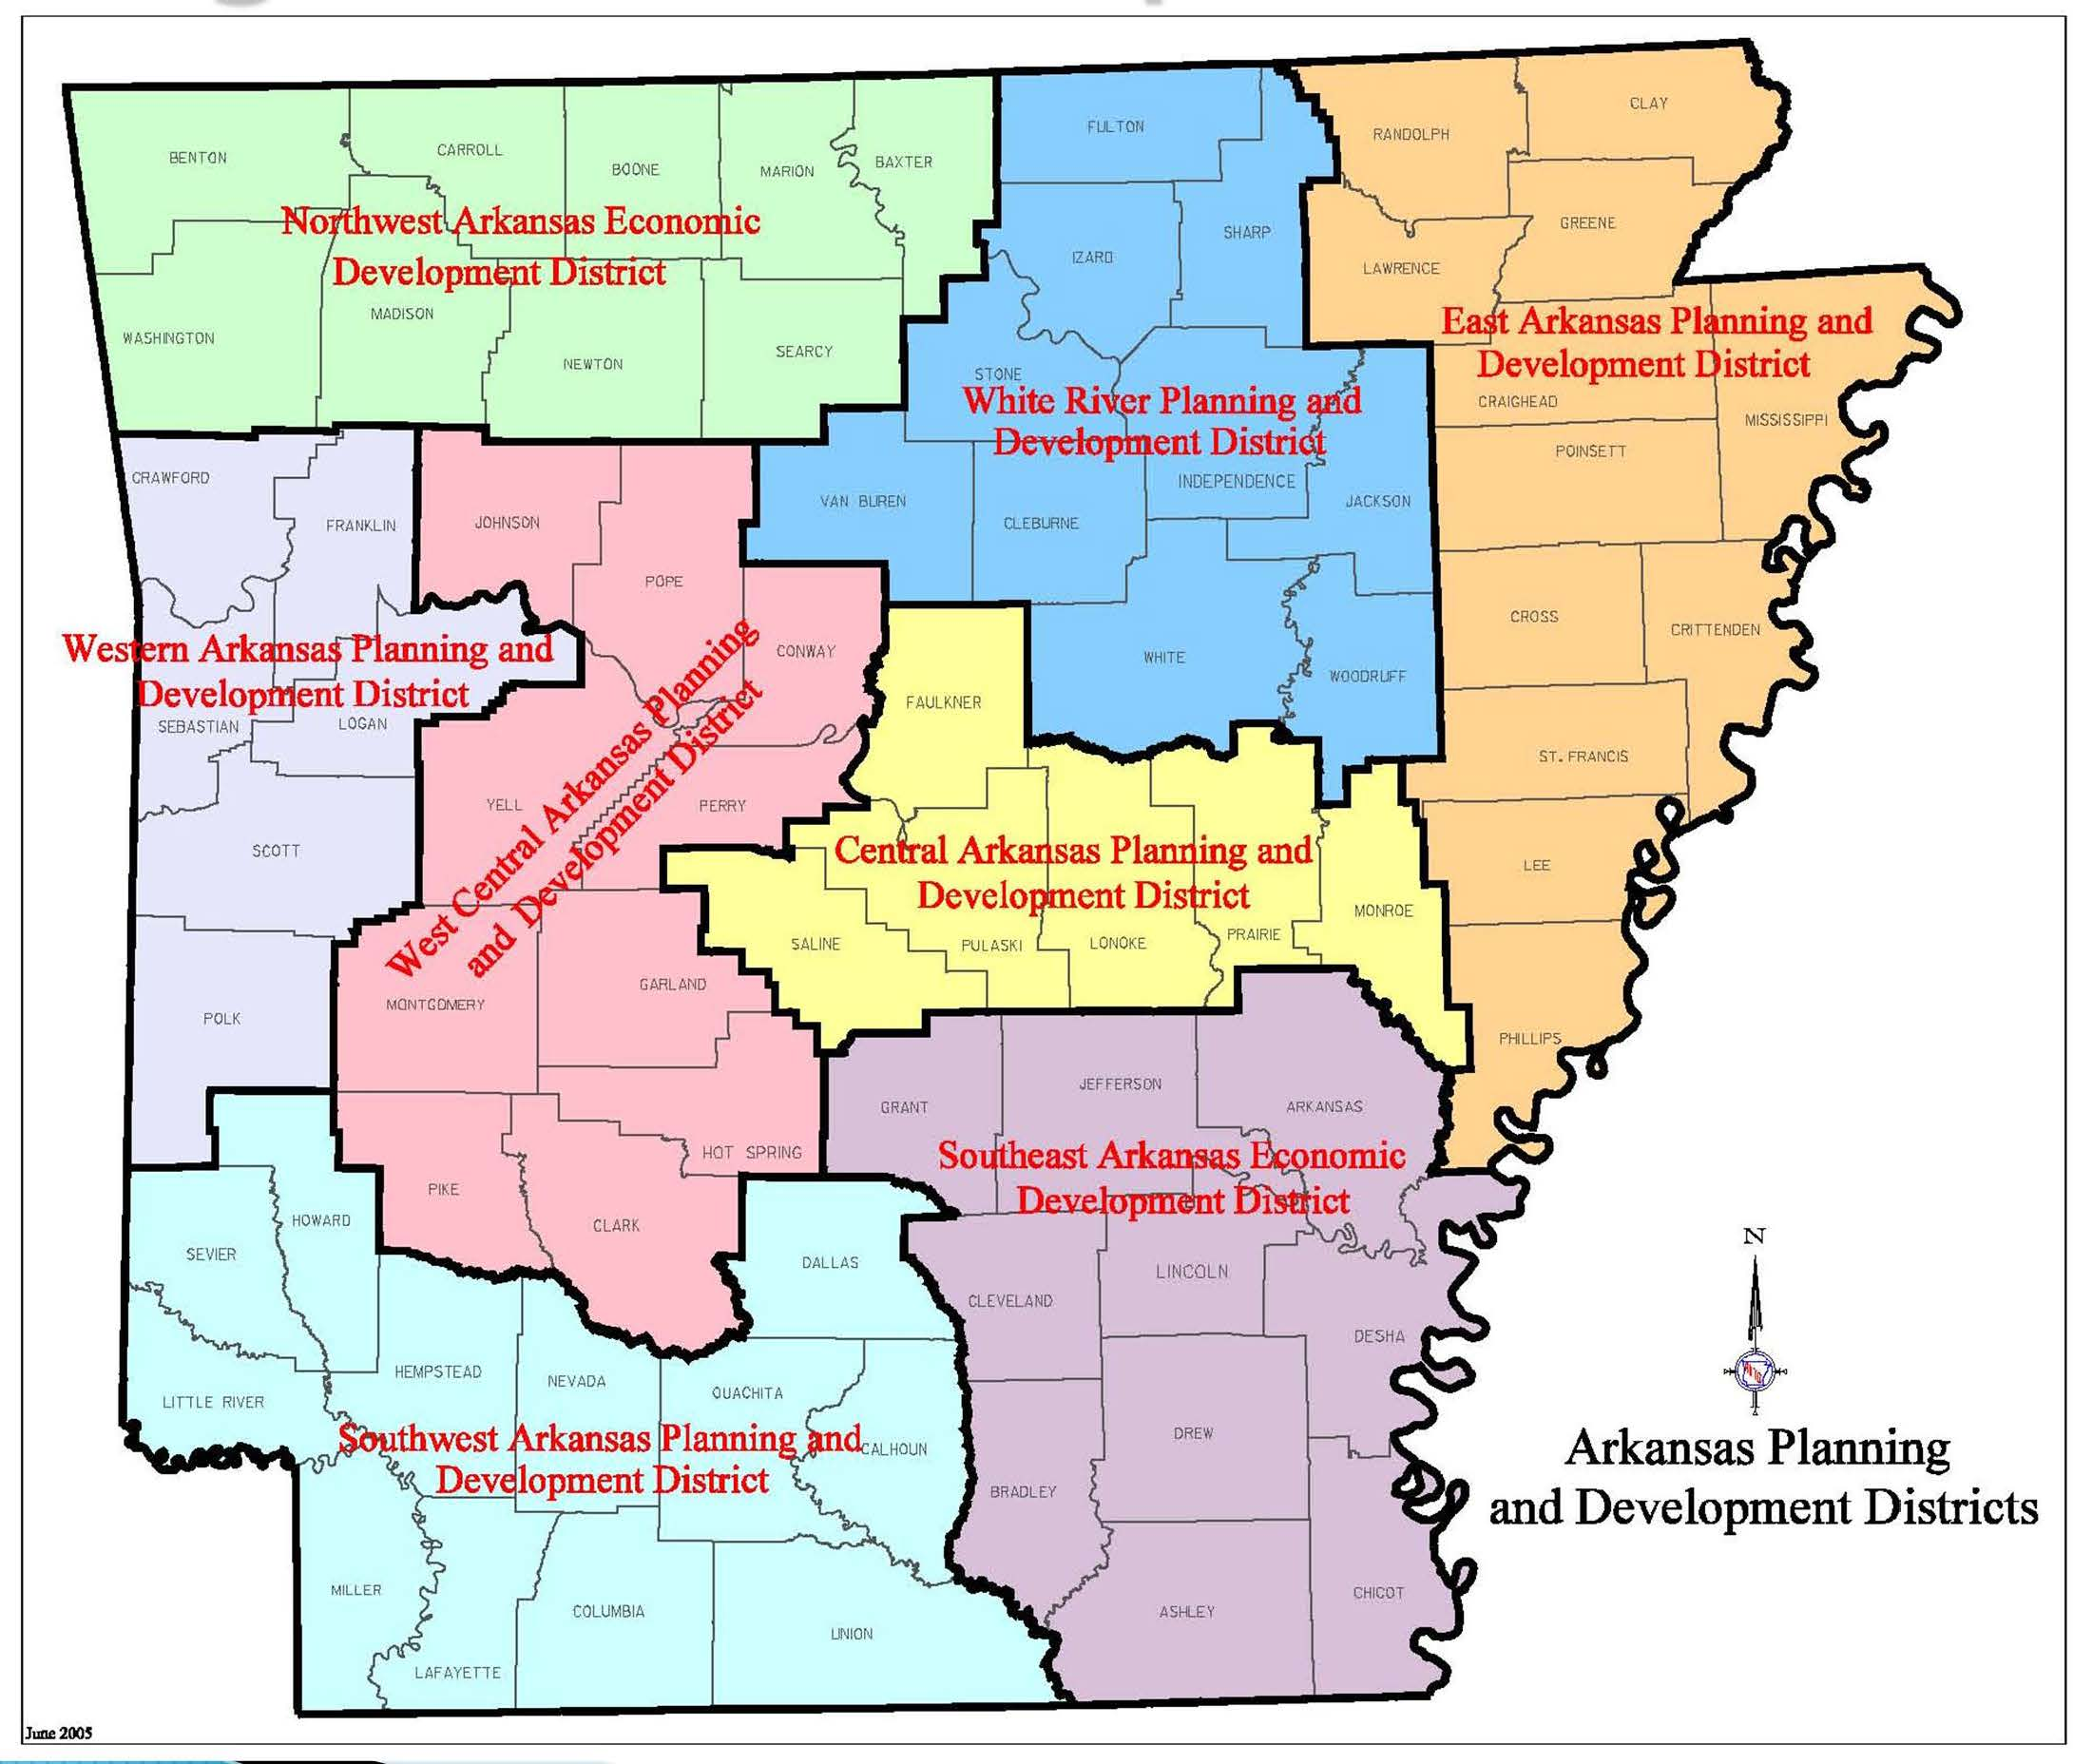 BENTON
CARROLL
BOONE
MARION
BAXTER
FULTON
RANDOLPH
CLAY
Northwest Arkansas Economic
Development District
IZARD
SHARP
LAWRENCE
GREENE
WASHINGTON
MADISON
NEWTON
SEARCY
STONE
East Arkansas Planning and
Development District
CRAIGHEAD
MISSISSIPPI
White River Planning and
Development District
POINSETT
CRAWFORD
FRANKLIN
JOHNSON
POPE
VAN BUREN
CLEBURNE
INDEPENDENCE
JACKSON
CROSS
CRITTENDEN
Western Arkansas Planning and
Development District
SEBASTIAN
LOGAN
CONWAY
FAULKNER
WHITE
WOODRUFF
ST. FRANCIS
West Central Arkansas Planning
and Development District
YELL
PERRY
SCOTT
Central Arkansas Planning and
Development District
LEE
SALINE
PULASKI
LONOKE
PRAIRIE
MONROE
POLK
MONTGOMERY
GARLAND
PHILLIPS
GRANT
JEFFERSON
ARKANSAS
HOT SPRING
Southeast Arkansas Economic
Development District
PIKE
CLARK
HOWARD
SEVIER
DALLAS
CLEVELAND
LINCOLN
DESHA
N
LITTLE RIVER
HEMPSTEAD
NEVADA
OUACHITA
CALHOUN
Southwest Arkansas Planning and
Development District
DREW
BRADLEY
Arkansas Planning
and Development Districts
MILLER
LAFAYETTE
COLUMBIA
UNION
ASHLEY
CHICOT
June 2005